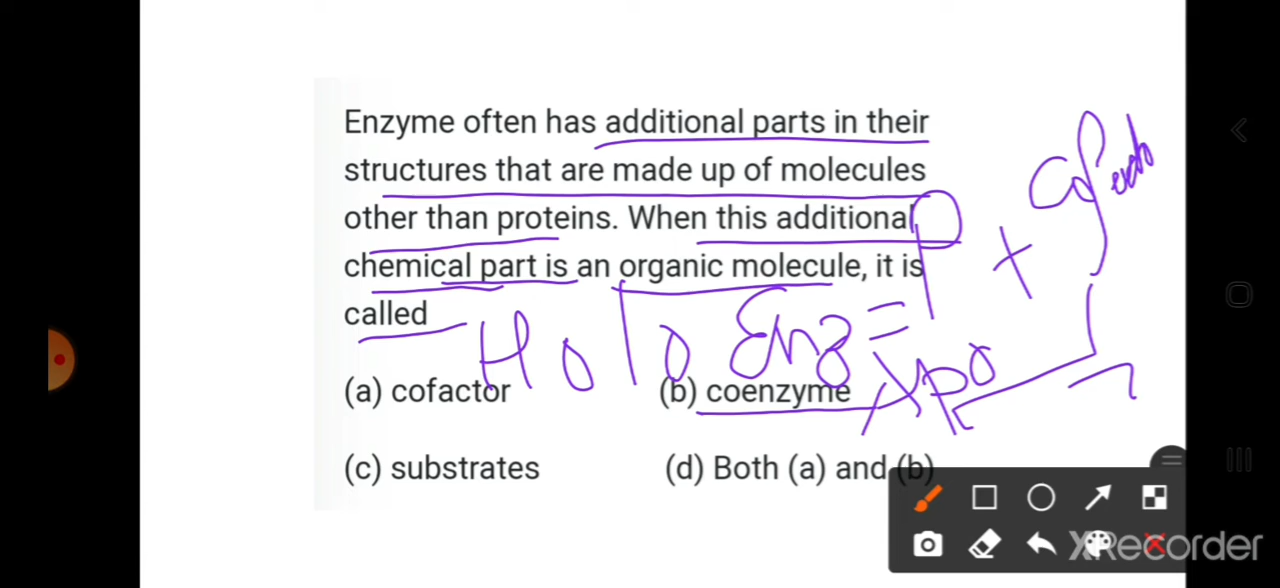 Enzyme often has additional parts in their
structures that are made up of molecules
other than proteins. When this additional
chemical part is an organic molecule, it is
called
(a) cofactor (b) coenzyme
(c) substrates (d) Both (a) and (b)
Holo Enz = P + Cofactor
Apo
XRecorder